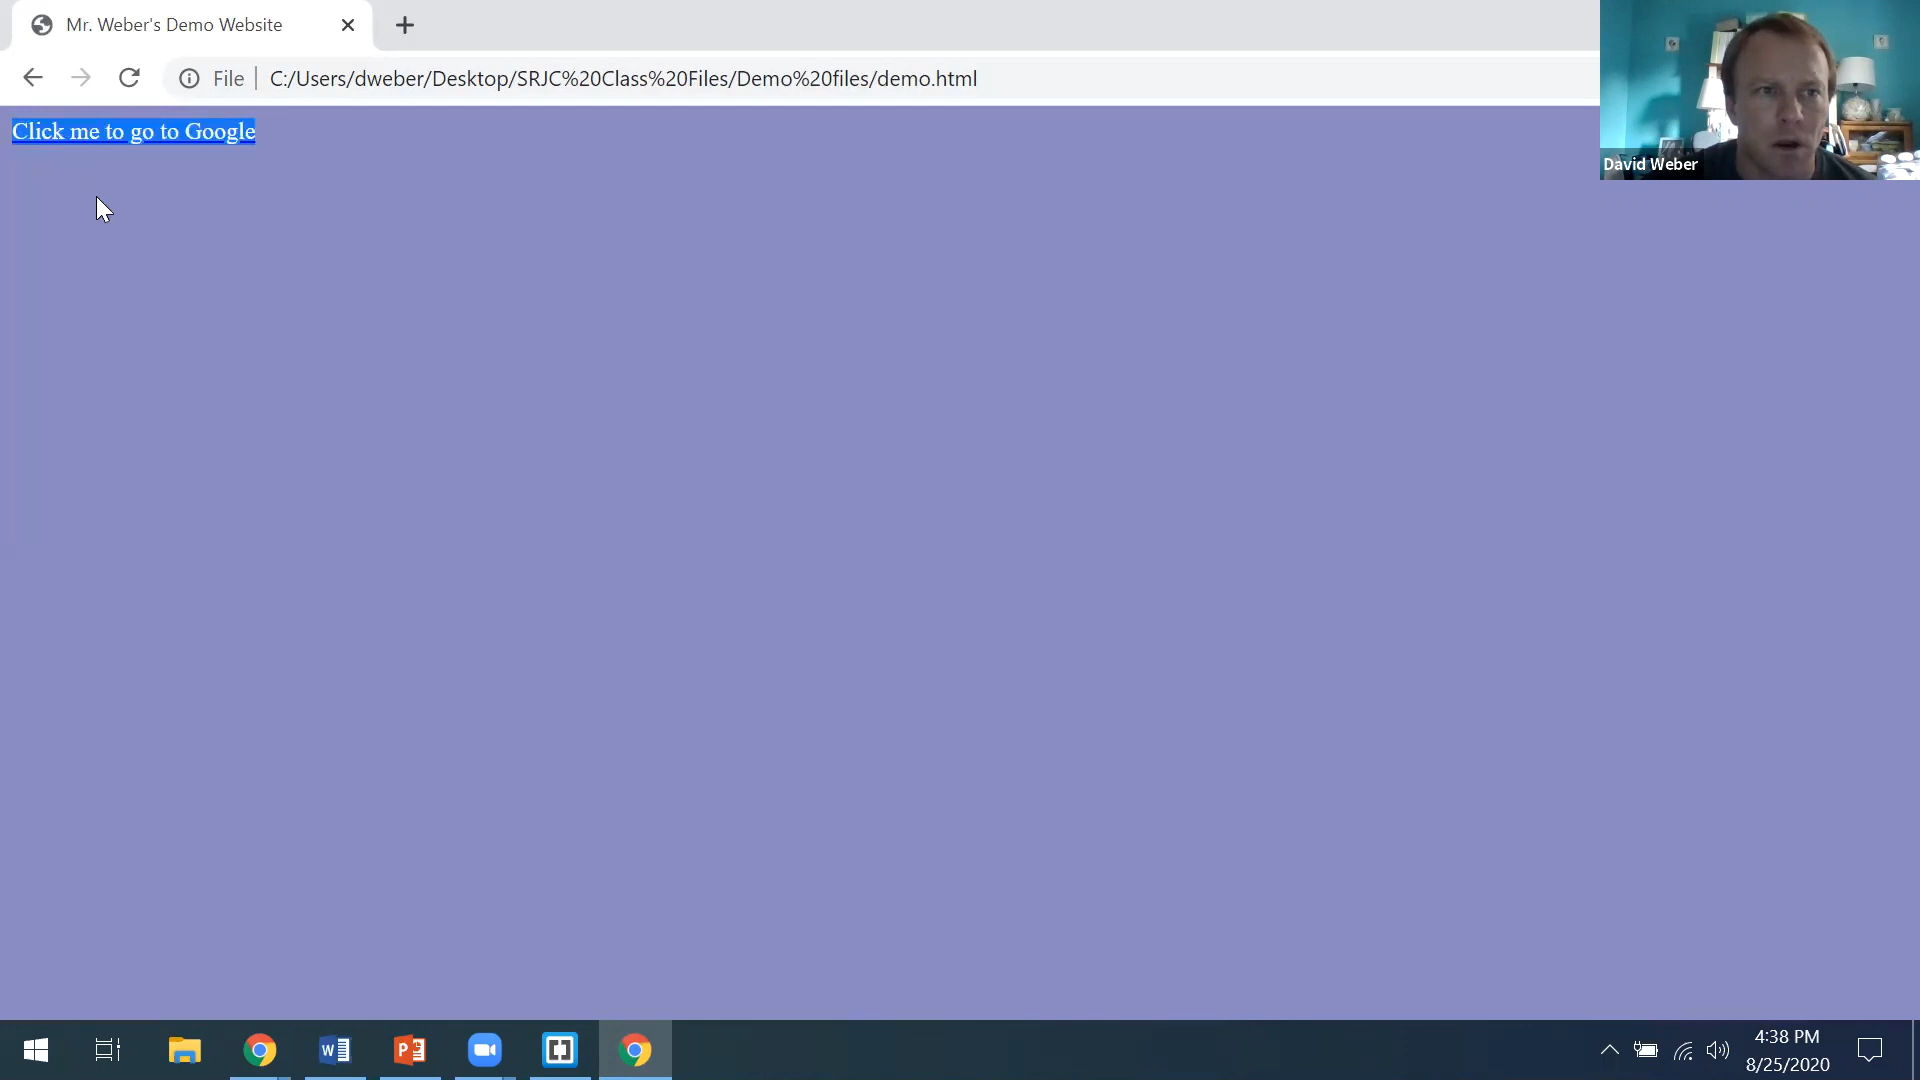 Mr. Weber's Demo Website
File
C:/Users/dweber/Desktop/SRJC%20Class%20Files/Demo%20files/demo.html
David Weber
Click me to go to Google
4:38 PM
8/25/2020